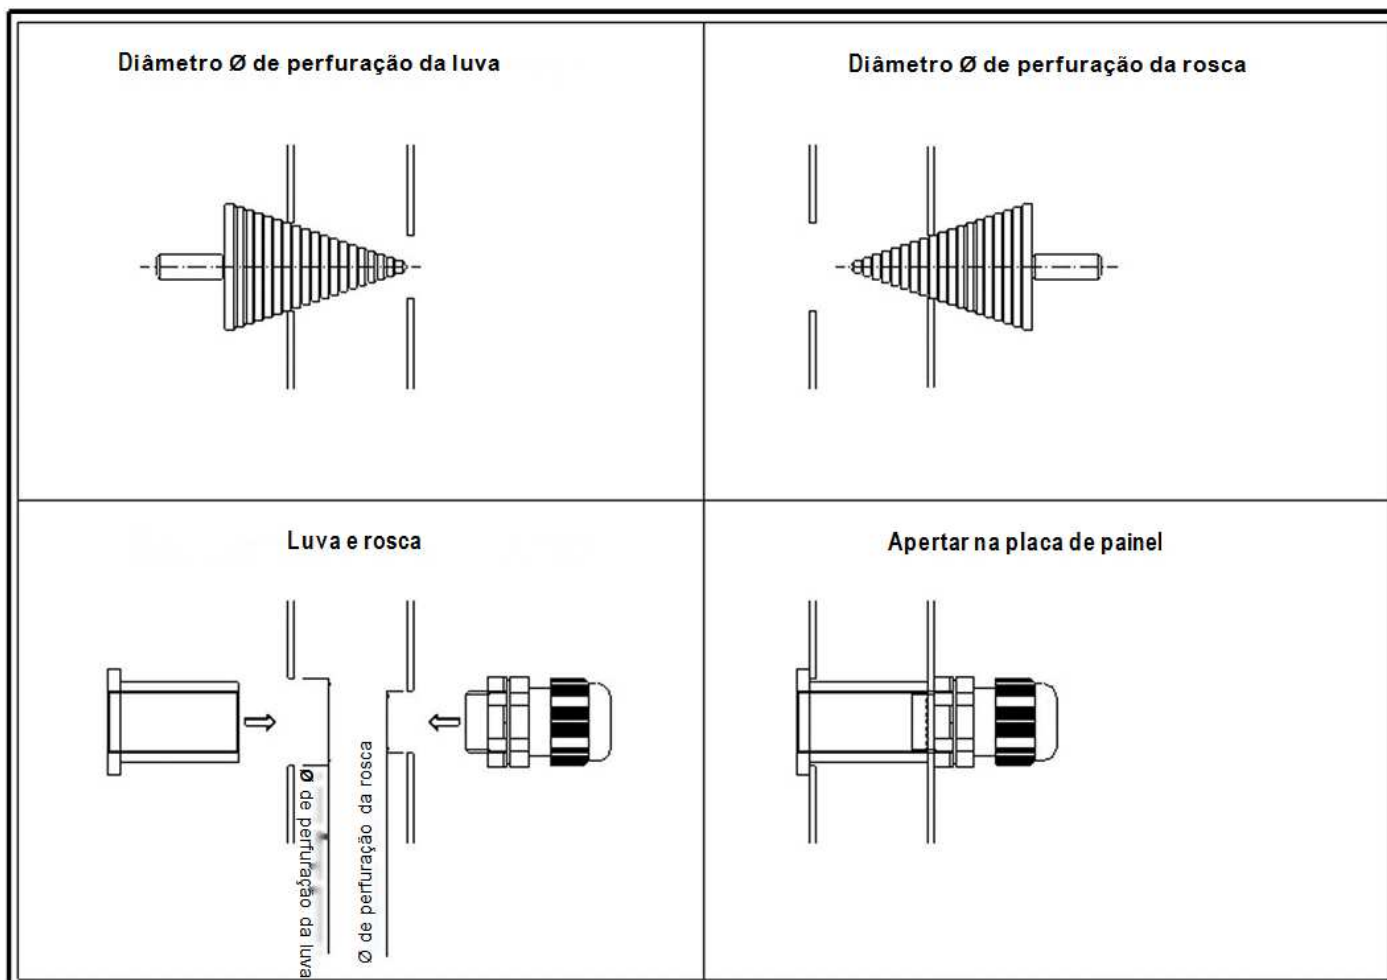 Diâmetro Ø de perfuração da luva
Diâmetro Ø de perfuração da rosca
Luva e rosca
Ø de perfuração da luva
Ø de perfuração da rosca
Apertar na placa de painel